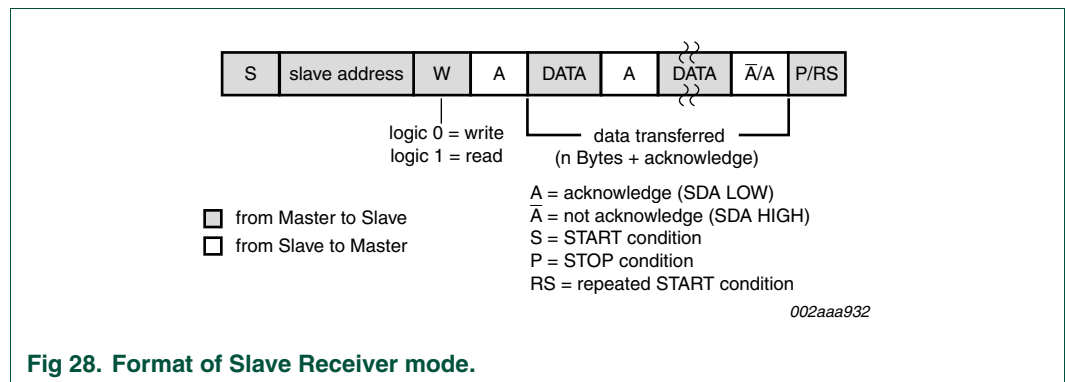 S slave address W A DATA A DATA A̅/A P/RS
logic 0 = write
logic 1 = read
data transferred
(n Bytes + acknowledge)
from Master to Slave
from Slave to Master
A = acknowledge (SDA LOW)
A̅ = not acknowledge (SDA HIGH)
S = START condition
P = STOP condition
RS = repeated START condition
002aaa932
Fig 28. Format of Slave Receiver mode.